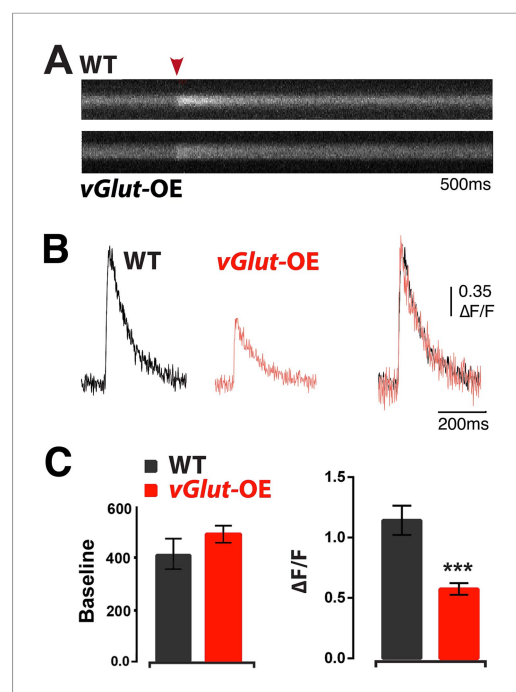 A
WT
vGlut-OE
500ms
B
WT
vGlut-OE
0.35
ΔF/F
200ms
C
WT
vGlut-OE
Baseline
600
400
200
0.0
ΔF/F
1.5
1.0
0.5
0.0
***